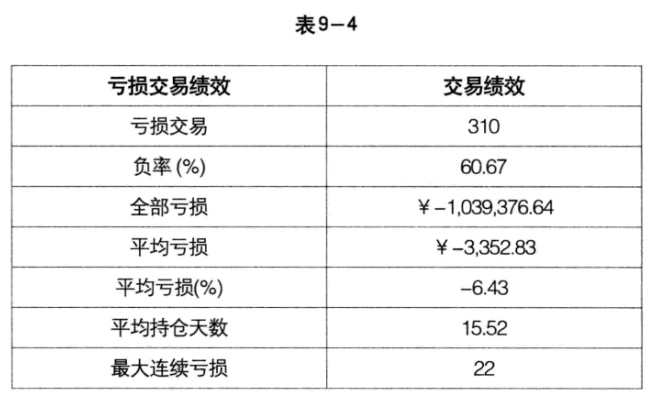 表9-4
亏损交易绩效 交易绩效
亏损交易 310
负率(%) 60.67
全部亏损 ￥-1,039,376.64
平均亏损 ￥-3,352.83
平均亏损(%) -6.43
平均持仓天数 15.52
最大连续亏损 22